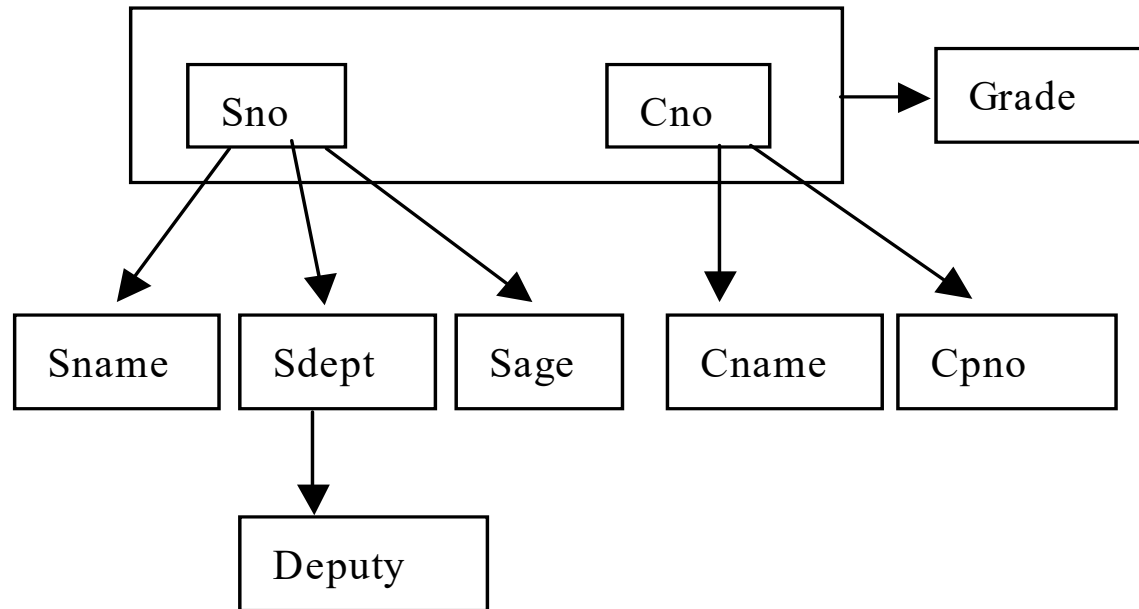 Sno
Cno
Grade
Sname
Sdept
Sage
Cname
Cpno
Deputy